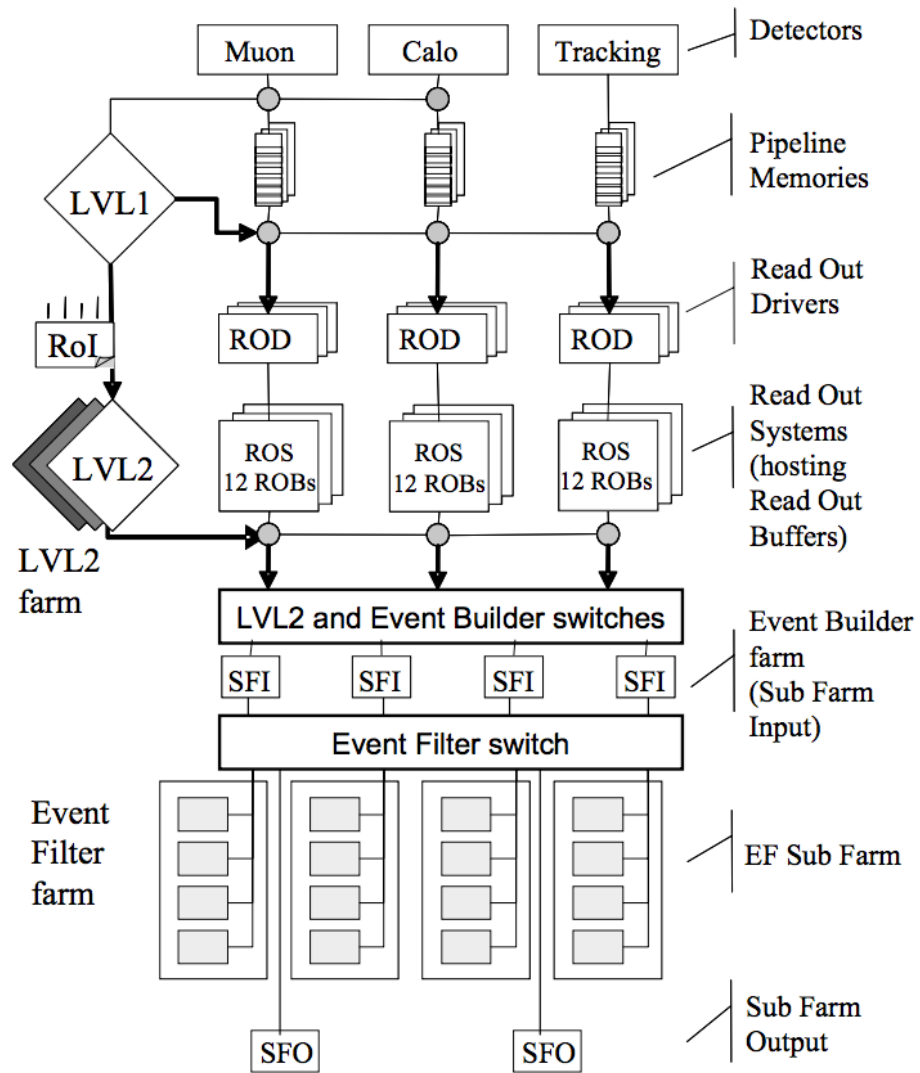 Muon
Calo
Tracking
Detectors
LVL1
Pipeline
Memories
Read Out
Drivers
RoI
ROD
ROD
ROD
LVL2
ROS
12 ROBs
ROS
12 ROBs
ROS
12 ROBs
Read Out
Systems
(hosting
Read Out
Buffers)
LVL2
farm
LVL2 and Event Builder switches
SFI
SFI
SFI
SFI
Event Builder
farm
(Sub Farm
Input)
Event Filter switch
Event
Filter
farm
EF Sub Farm
SFO
SFO
Sub Farm
Output